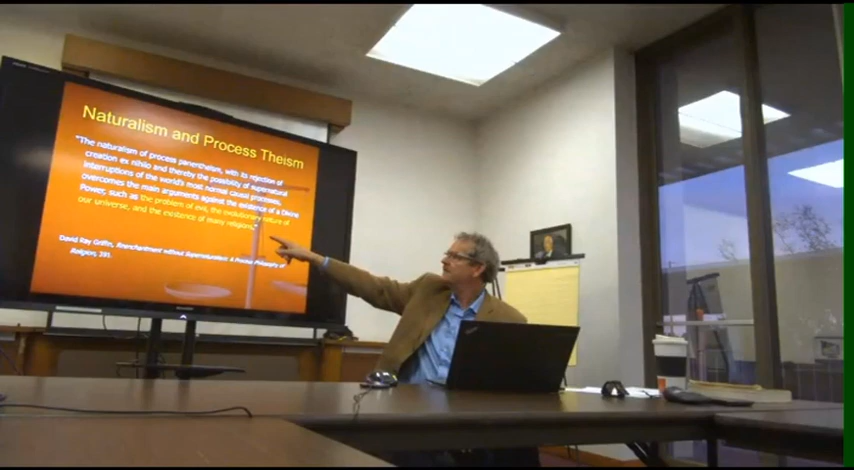 Naturalism and Process Theism
"The naturalism of process panentheism, with its rejection of
creation ex nihilo and thereby the possibility of supernatural
interruptions of the world's most normal causal processes,
overcomes the main arguments against the existence of a Divine
Power, such as the problem of evil, the evolutionary nature of
our universe, and the existence of many religions."
David Ray Griffin, Reenchantment without Supernaturalism: A Process Philosophy of
Religion,